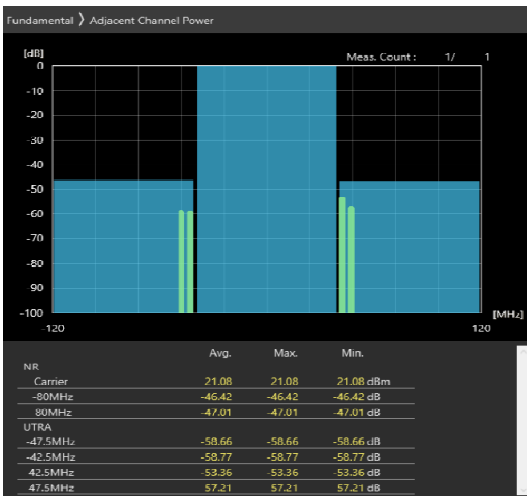 Fundamental 〉 Adjacent Channel Power
[dB]
Meas. Count : 1/ 1
0
-10
-20
-30
-40
-50
-60
-70
-80
90
-100
[MHz]
-120 120
Avg. Max. Min.
NR
Carrier 21.08 21.08 21.08 dBm
-80MHz -46.42 -46.42 -46.42 dB
80MHz -47.01 -47.01 -47.01 dB
UTRA
-47.5MHz -58.66 -58.66 -58.66 dB
-42.5MHz -58.77 -58.77 -58.77 dB
42.5MHz -53.36 -53.36 -53.36 dB
47.5MHz 57.21 57.21 57.21 dB